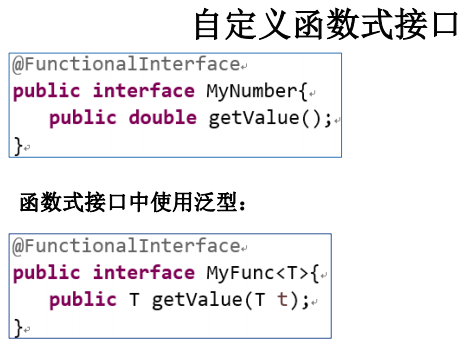 自定义函数式接口
@FunctionalInterface
public interface MyNumber{
public double getValue();
}
函数式接口中使用泛型：
@FunctionalInterface
public interface MyFunc<T>{
public T getValue(T t);
}